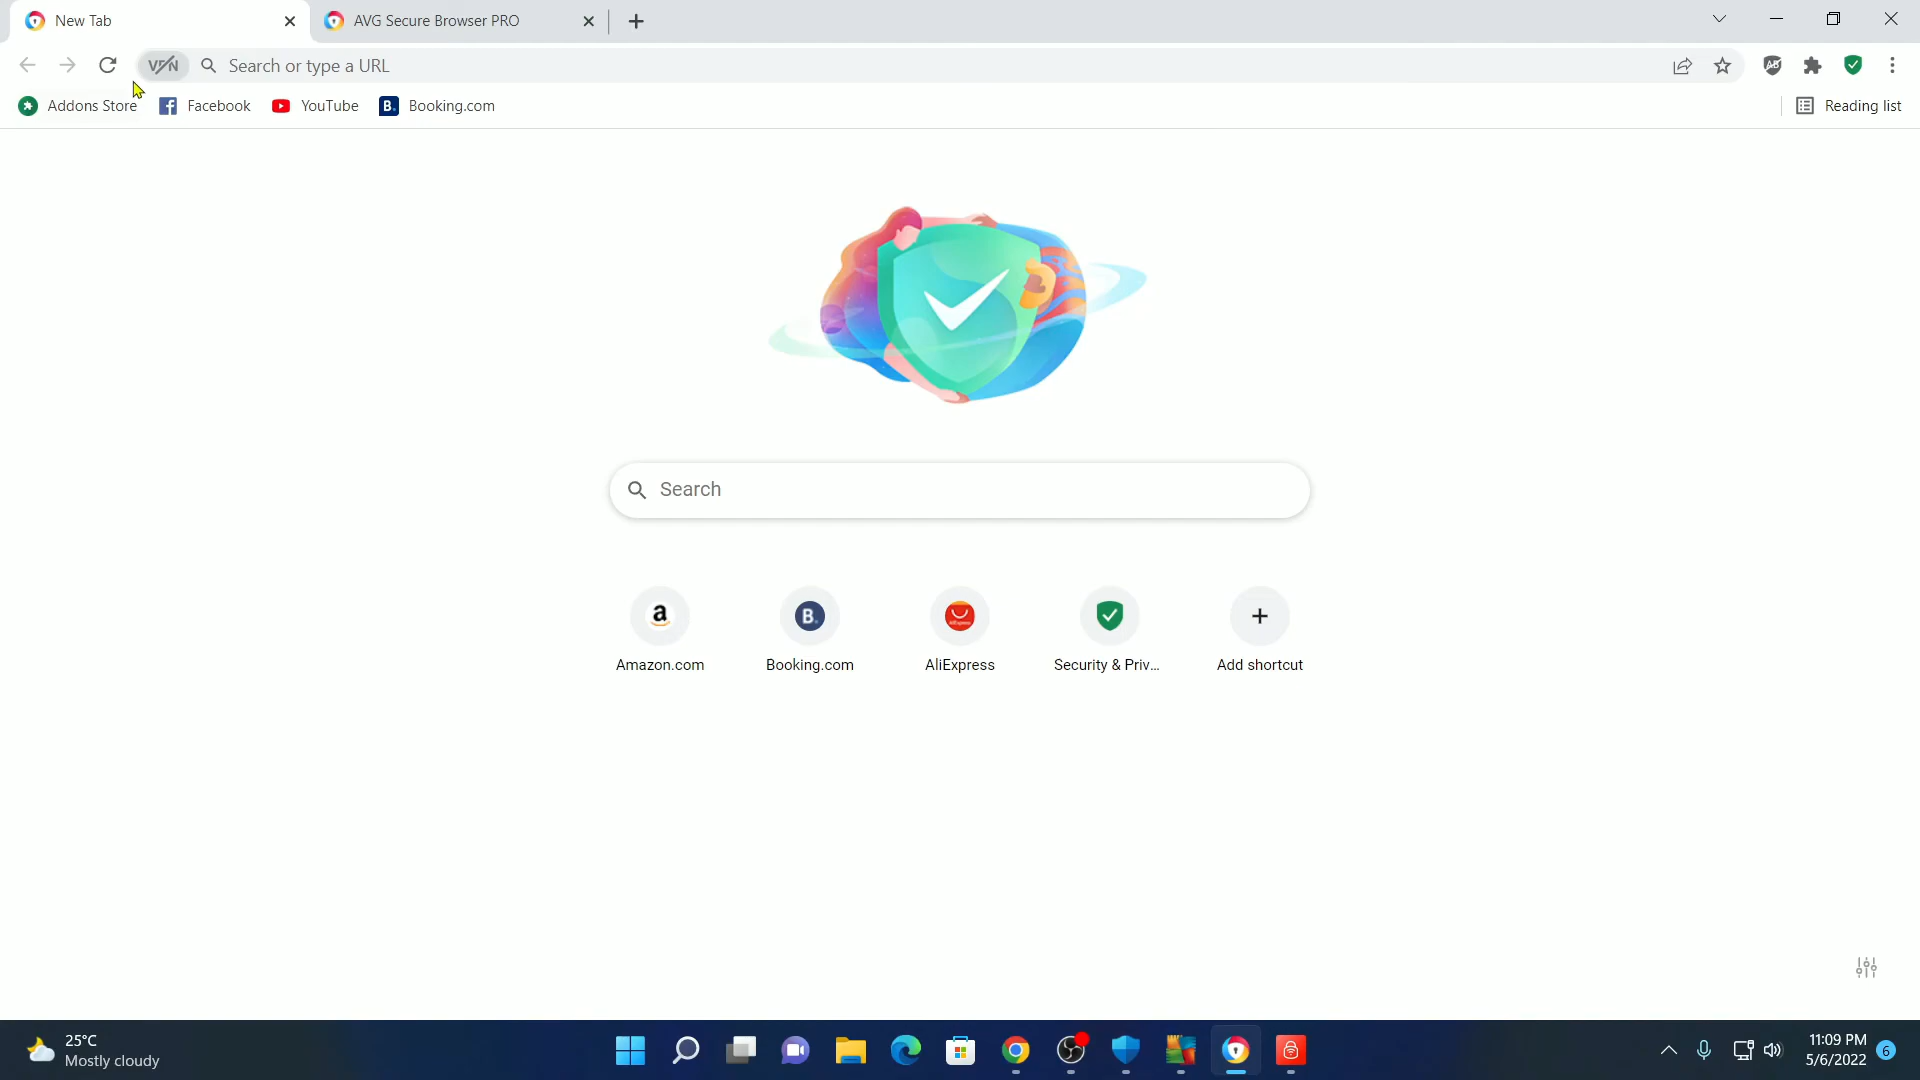 New Tab
AVG Secure Browser PRO
VPN
Search or type a URL
Addons Store
Facebook
YouTube
B. Booking.com
Reading list
Search
a
B.
AliExpress
Amazon.com
Booking.com
AliExpress
Security & Priv...
Add shortcut
25°C
Mostly cloudy
11:09 PM
5/6/2022
6